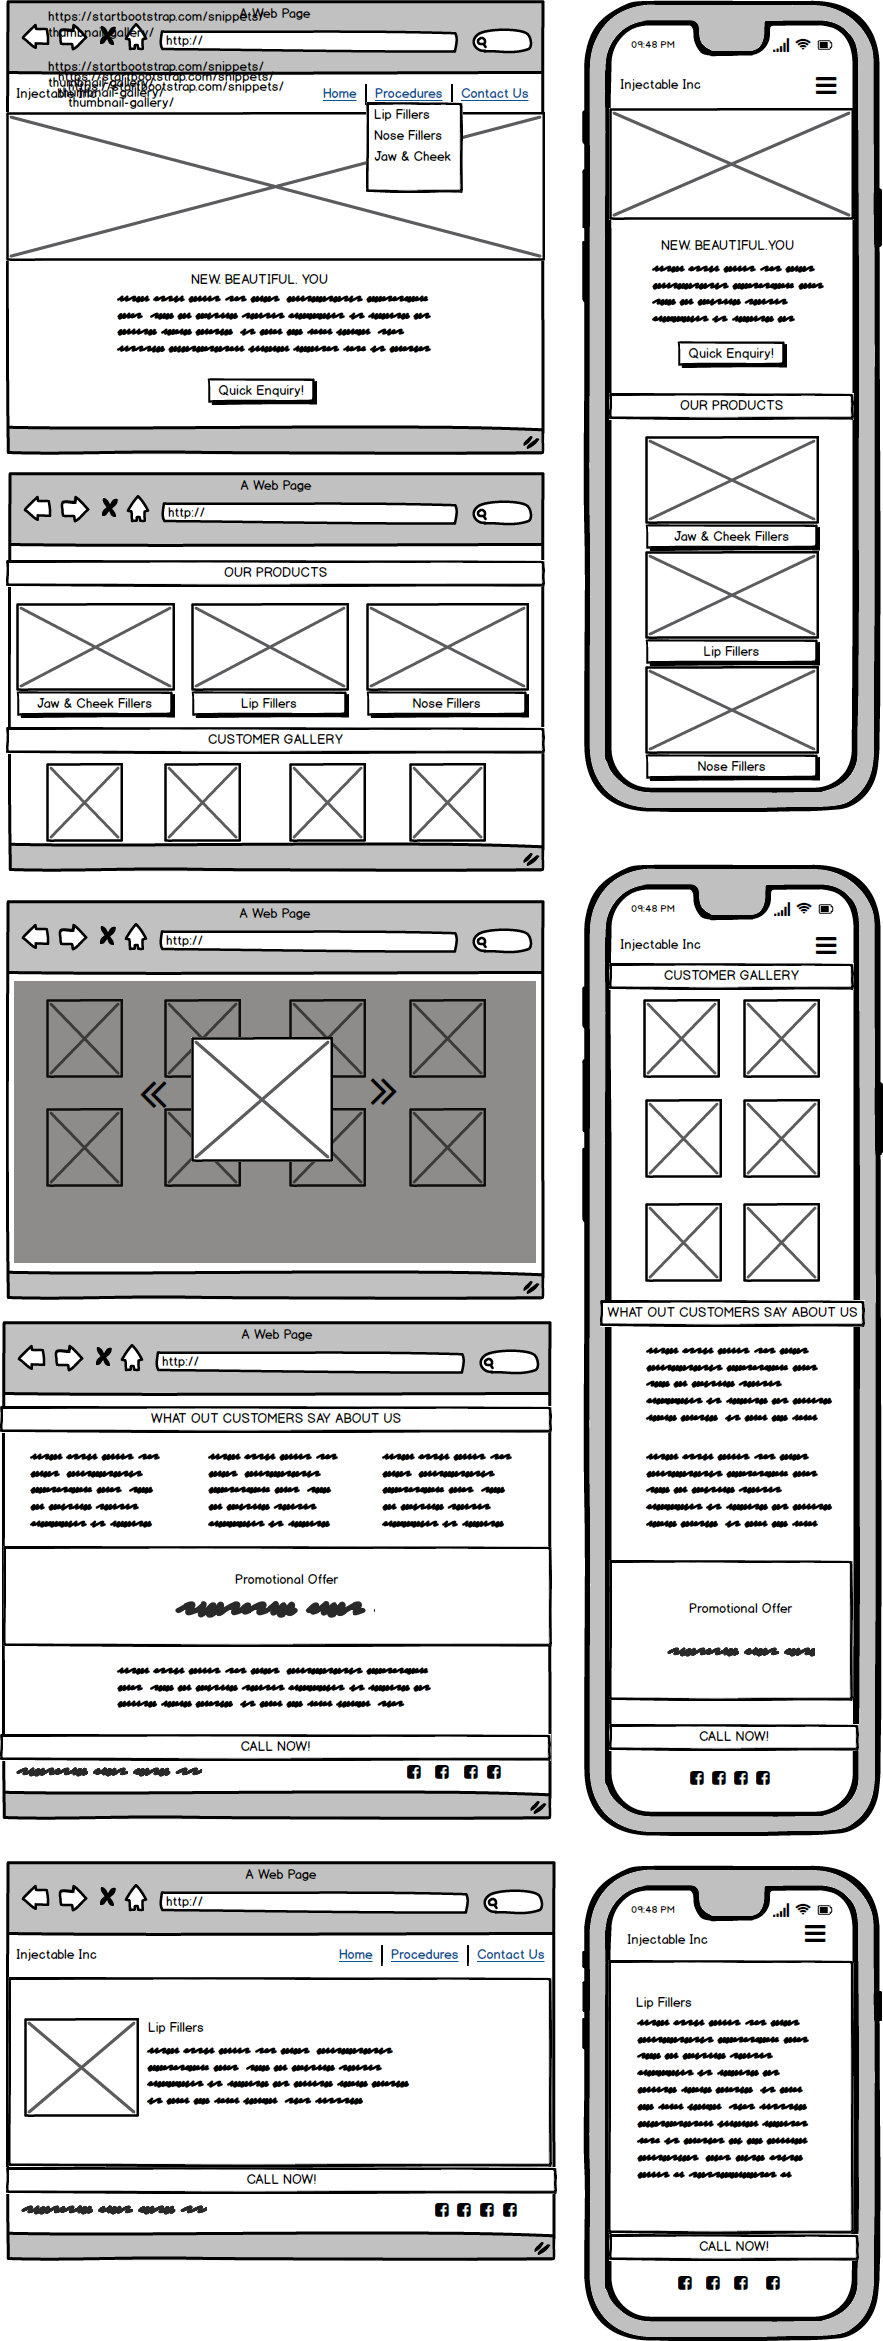 A Web Page
https://startbootstrap.com/snippets/
thumbnail-gallery/
http://
https://startbootstrap.com/snippets/
thumbnail-gallery/
https://startbootstrap.com/snippets/
thumbnail-gallery/
https://startbootstrap.com/snippets/
thumbnail-gallery/
Injectable Inc
Home Procedures Contact Us
Lip Fillers
Nose Fillers
Jaw & Cheek
NEW. BEAUTIFUL. YOU
Quick Enquiry!
A Web Page
http://
OUR PRODUCTS
Jaw & Cheek Fillers Lip Fillers Nose Fillers
CUSTOMER GALLERY
A Web Page
http://
A Web Page
http://
WHAT OUT CUSTOMERS SAY ABOUT US
Promotional Offer
CALL NOW!
A Web Page
http://
Injectable Inc Home Procedures Contact Us
Lip Fillers
CALL NOW!
09:48 PM
Injectable Inc
NEW. BEAUTIFUL.YOU
Quick Enquiry!
OUR PRODUCTS
Jaw & Cheek Fillers
Lip Fillers
Nose Fillers
09:48 PM
Injectable Inc
CUSTOMER GALLERY
WHAT OUT CUSTOMERS SAY ABOUT US
Promotional Offer
CALL NOW!
09:48 PM
Injectable Inc
Lip Fillers
CALL NOW!